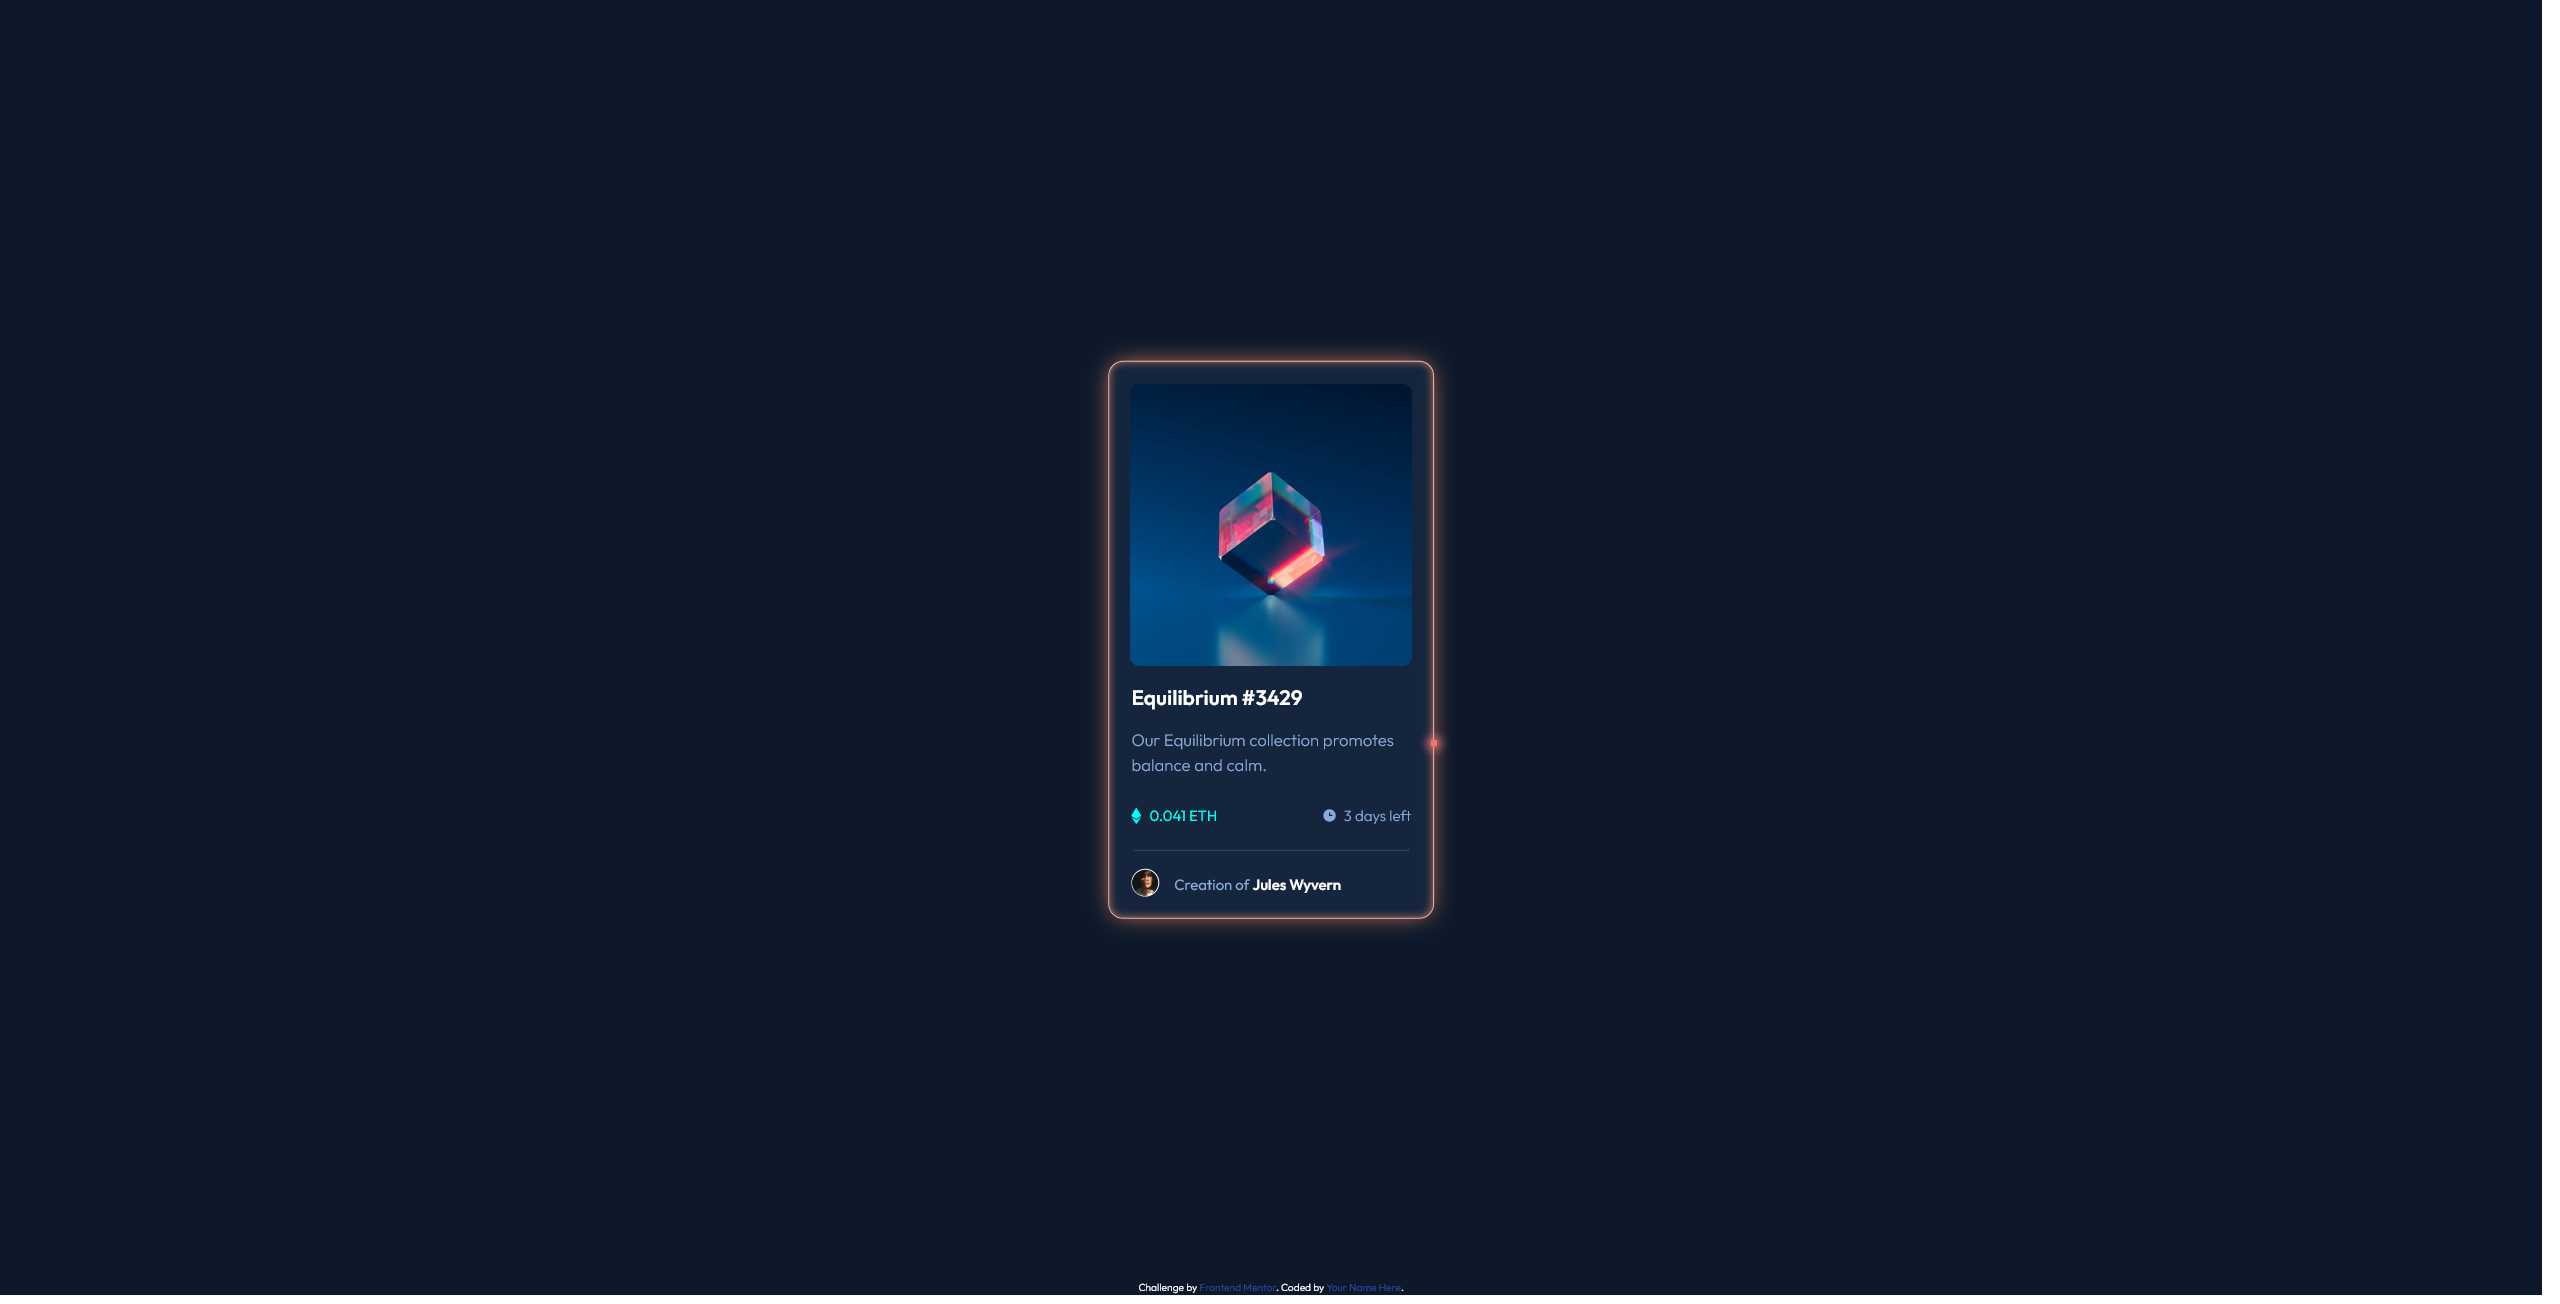 Equilibrium #3429
Our Equilibrium collection promotes
balance and calm.
0.041 ETH
3 days left
Creation of Jules Wyvern
Challenge by Frontend Mentor. Coded by Your Name Here.